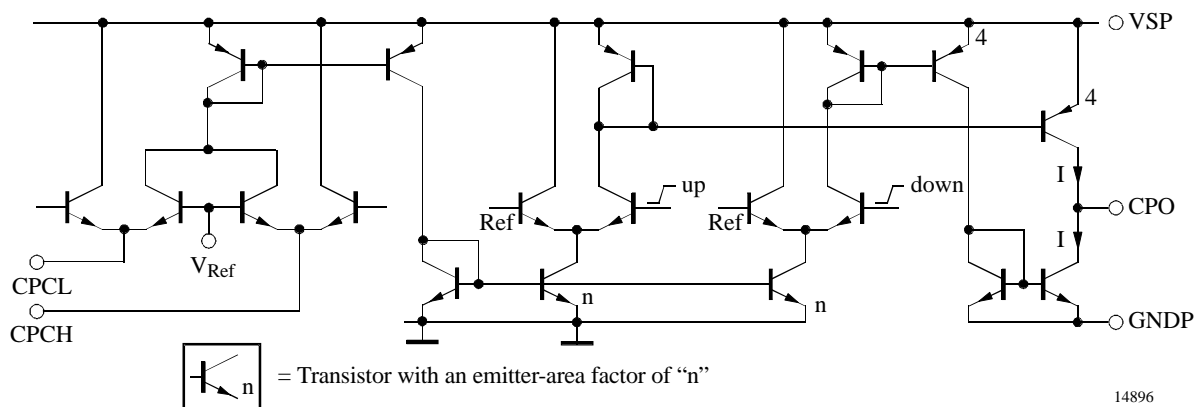 VSP
4
4
up
down
I
Ref
Ref
CPO
V_Ref
I
CPCL
n
n
CPCH
GNDP
n
= Transistor with an emitter-area factor of “n”
14896